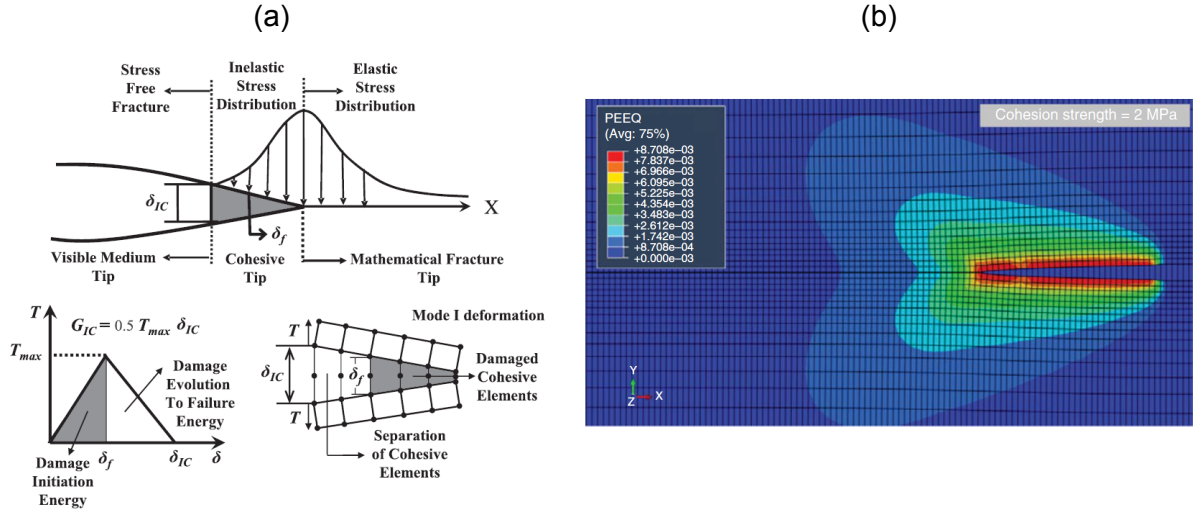 (a)
(b)
Stress
Free
Fracture
Inelastic
Stress
Distribution
Elastic
Stress
Distribution
δIC
X
δf
Visible Medium
Tip
Cohesive
Tip
Mathematical Fracture
Tip
T
GIC = 0.5 Tmax δIC
Tmax
Damage
Evolution
To Failure
Energy
δf
δIC
δ
Damage
Initiation
Energy
Mode I deformation
T
δIC
δf
T
Damaged
Cohesive
Elements
Separation
of Cohesive
Elements
PEEQ
(Avg: 75%)
+8.708e−03
+7.837e−03
+6.966e−03
+6.095e−03
+5.225e−03
+4.354e−03
+3.483e−03
+2.612e−03
+1.742e−03
+8.708e−04
+0.000e−03
Cohesion strength = 2 MPa
Y
Z
X